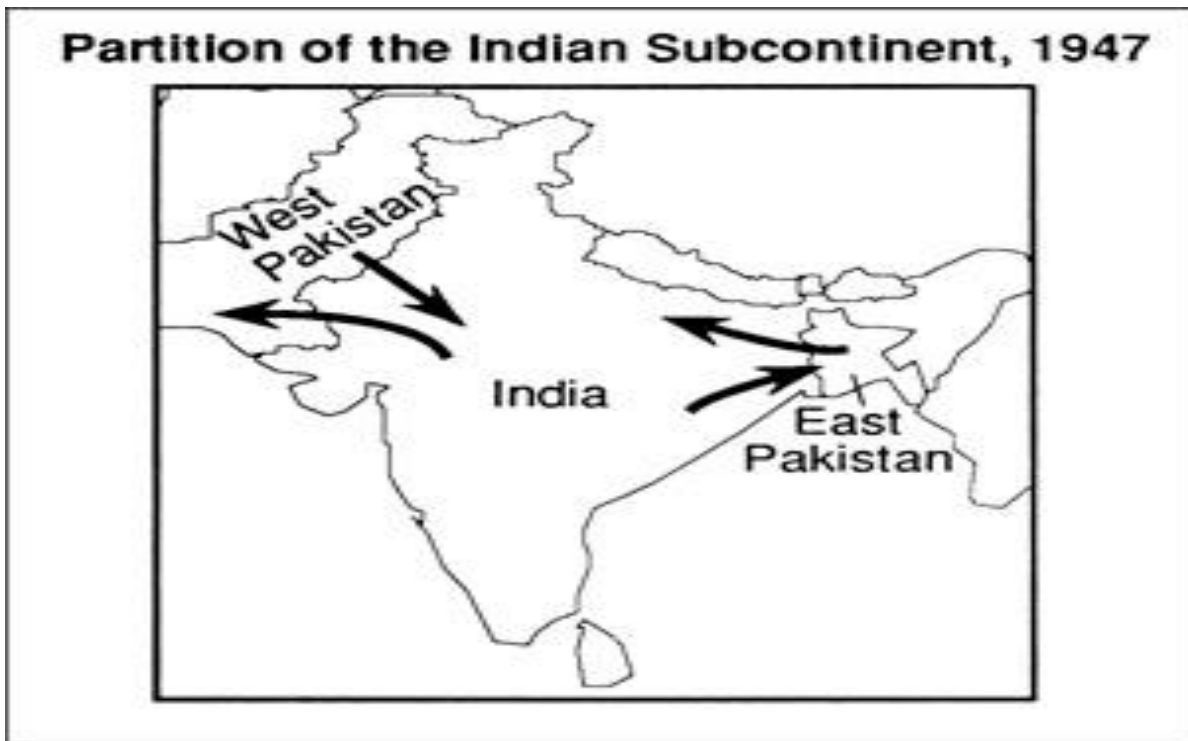 Partition of the Indian Subcontinent, 1947
West
Pakistan
India
East
Pakistan